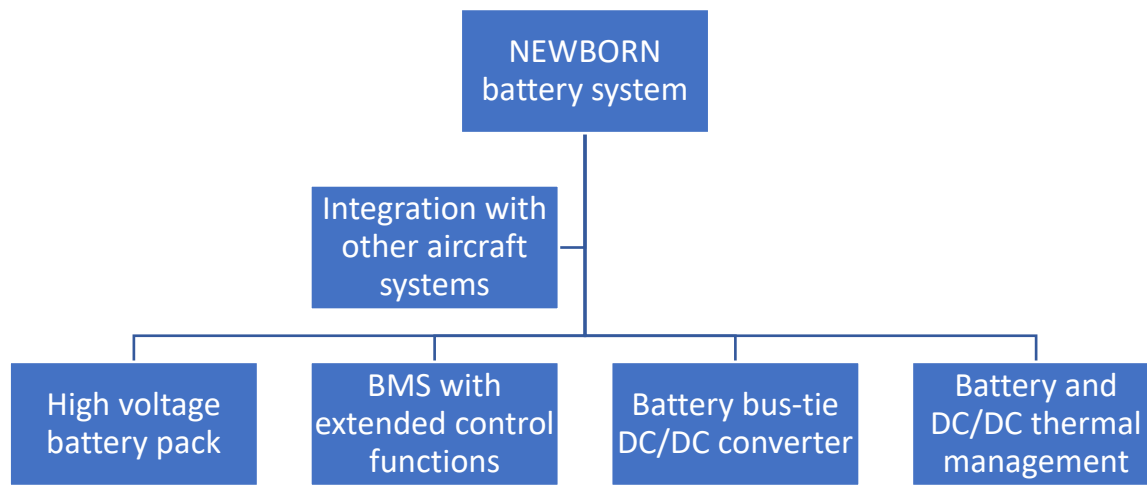 NEWBORN
battery system
Integration with
other aircraft
systems
High voltage
battery pack
BMS with
extended control
functions
Battery bus-tie
DC/DC converter
Battery and
DC/DC thermal
management